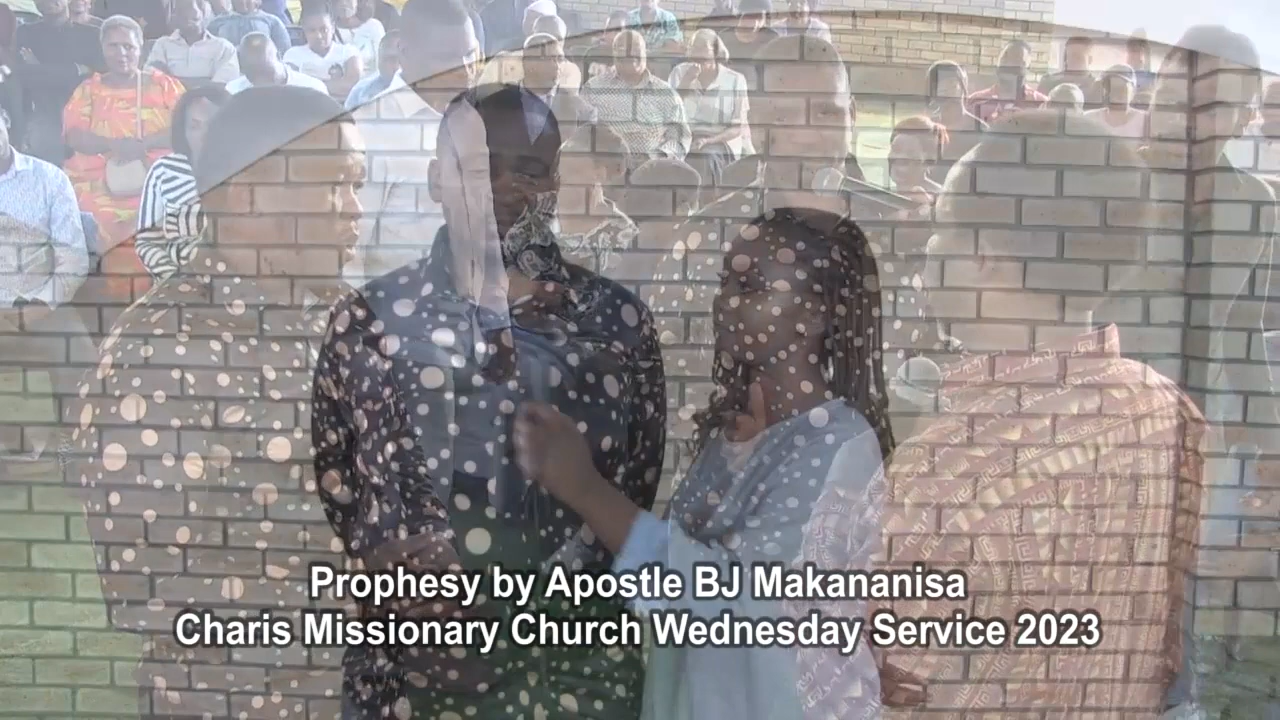 Prophesy by Apostle BJ Makananisa
Charis Missionary Church Wednesday Service 2023